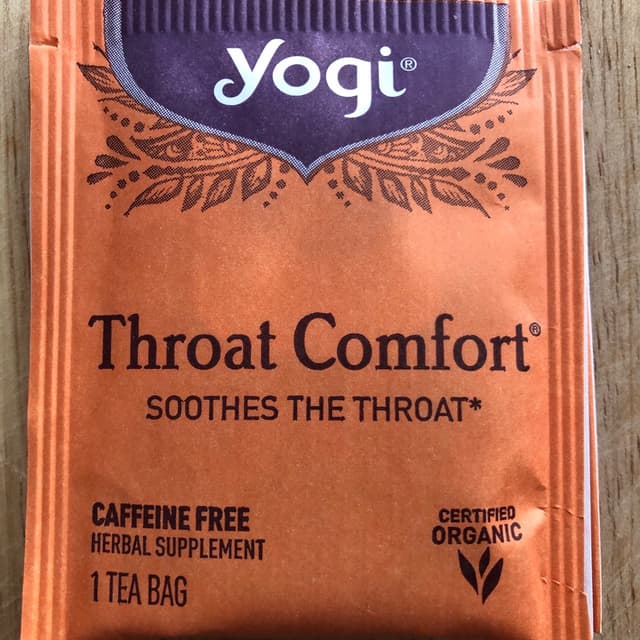 yogi®
Throat Comfort®
SOOTHES THE THROAT*
CAFFEINE FREE
HERBAL SUPPLEMENT
1 TEA BAG
CERTIFIED
ORGANIC